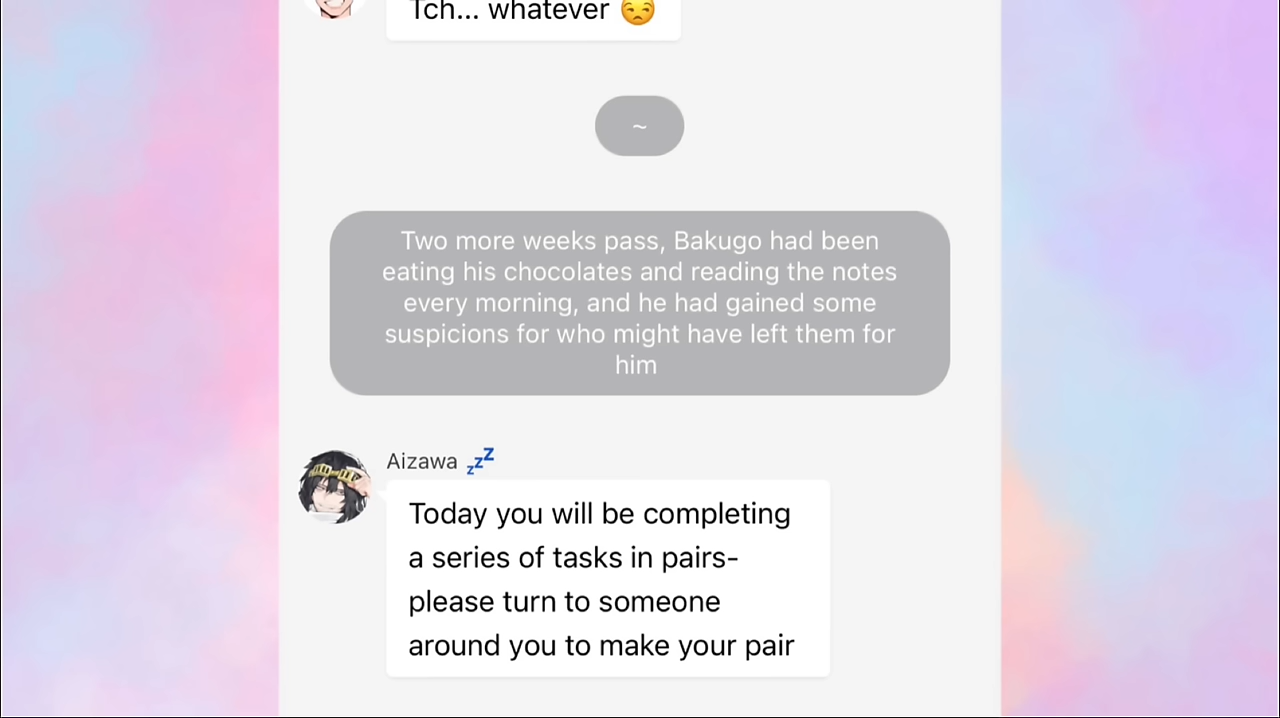 Tch... whatever 😒
~
Two more weeks pass, Bakugo had been
eating his chocolates and reading the notes
every morning, and he had gained some
suspicions for who might have left them for
him
Aizawa 💤
Today you will be completing
a series of tasks in pairs-
please turn to someone
around you to make your pair